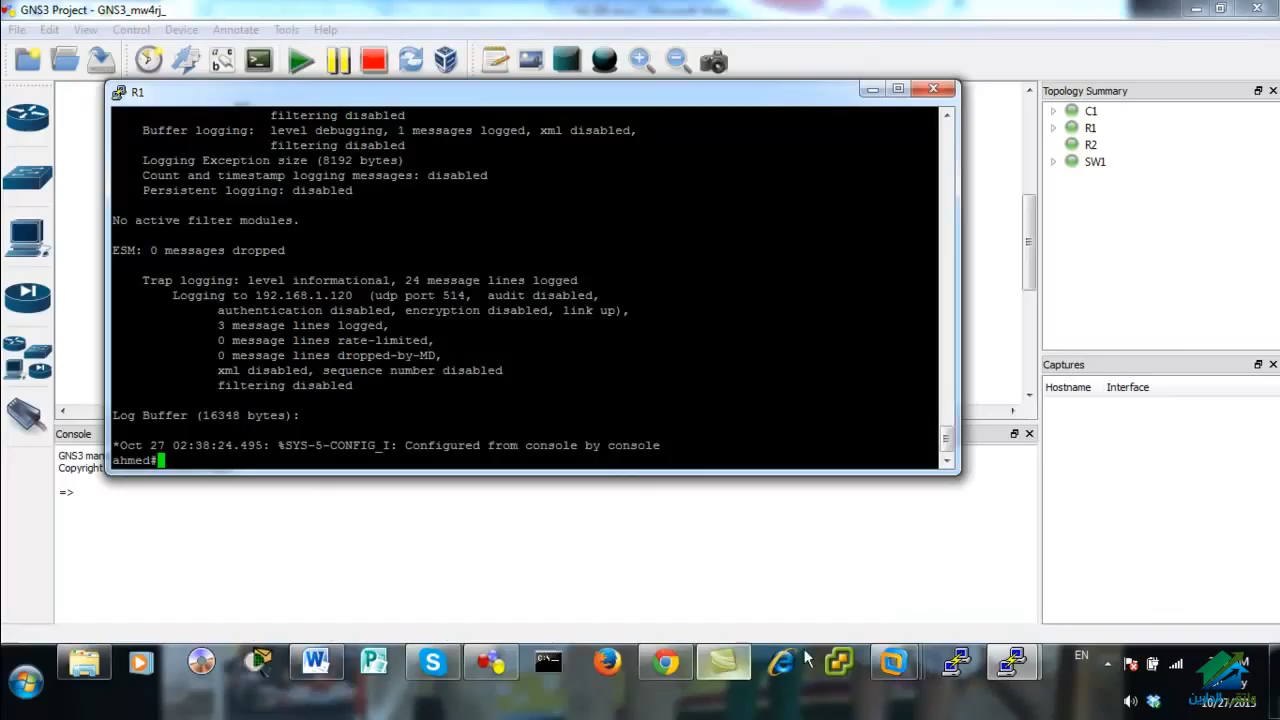 GNS3 Project - GNS3_mw4rj_
File Edit View Control Device Annotate Tools Help
R1
filtering disabled
Buffer logging: level debugging, 1 messages logged, xml disabled,
filtering disabled
Logging Exception size (8192 bytes)
Count and timestamp logging messages: disabled
Persistent logging: disabled
No active filter modules.
ESM: 0 messages dropped
Trap logging: level informational, 24 message lines logged
Logging to 192.168.1.120 (udp port 514, audit disabled,
authentication disabled, encryption disabled, link up),
3 message lines logged,
0 message lines rate-limited,
0 message lines dropped-by-MD,
xml disabled, sequence number disabled
filtering disabled
Log Buffer (16348 bytes):
*Oct 27 02:38:24.495: %SYS-5-CONFIG_I: Configured from console by console
ahmed#
Topology Summary
C1
R1
R2
SW1
Captures
Hostname Interface
Console
GNS3 man
Copyright
=>
EN
10/27/2015